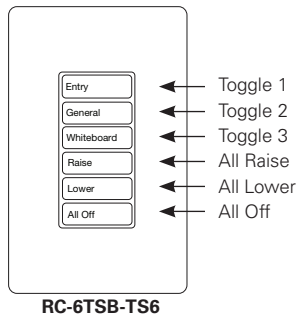 Entry Toggle 1
General Toggle 2
Whiteboard Toggle 3
Raise All Raise
Lower All Lower
All Off All Off
RC-6TSB-TS6